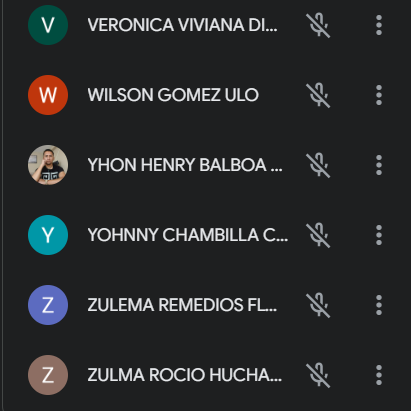 V VERONICA VIVIANA DI...
W WILSON GOMEZ ULO
YHON HENRY BALBOA ...
Y YOHNNY CHAMBILLA C...
Z ZULEMA REMEDIOS FL...
Z ZULMA ROCIO HUCHA...